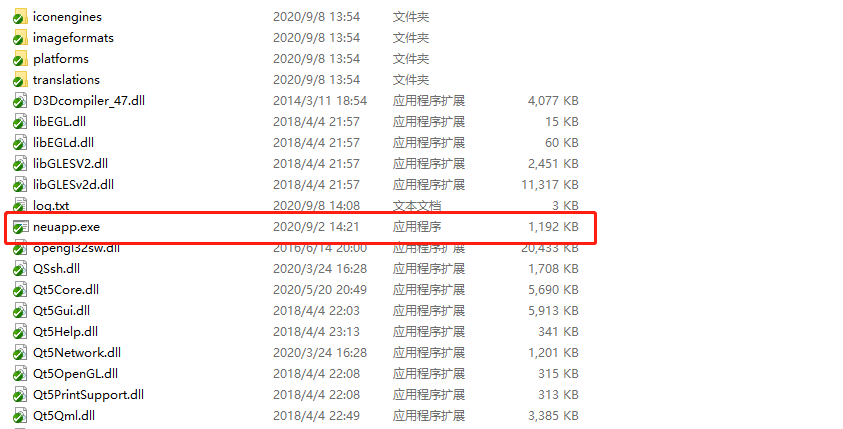 iconengines 2020/9/8 13:54 文件夹
imageformats 2020/9/8 13:54 文件夹
platforms 2020/9/8 13:54 文件夹
translations 2020/9/8 13:54 文件夹
D3Dcompiler_47.dll 2014/3/11 18:54 应用程序扩展 4,077 KB
libEGL.dll 2018/4/4 21:57 应用程序扩展 15 KB
libEGLd.dll 2018/4/4 21:57 应用程序扩展 60 KB
libGLESV2.dll 2018/4/4 21:57 应用程序扩展 2,451 KB
libGLESv2d.dll 2018/4/4 21:57 应用程序扩展 11,317 KB
log.txt 2020/9/8 14:08 文本文档 3 KB
neuapp.exe 2020/9/2 14:21 应用程序 1,192 KB
opengl32sw.dll 2016/6/14 20:00 应用程序扩展 20,433 KB
QSsh.dll 2020/3/24 16:28 应用程序扩展 1,708 KB
Qt5Core.dll 2020/5/20 20:49 应用程序扩展 5,690 KB
Qt5Gui.dll 2018/4/4 22:03 应用程序扩展 5,913 KB
Qt5Help.dll 2018/4/4 23:13 应用程序扩展 341 KB
Qt5Network.dll 2020/3/24 16:28 应用程序扩展 1,201 KB
Qt5OpenGL.dll 2018/4/4 22:08 应用程序扩展 315 KB
Qt5PrintSupport.dll 2018/4/4 22:08 应用程序扩展 313 KB
Qt5Qml.dll 2018/4/4 22:49 应用程序扩展 3,385 KB